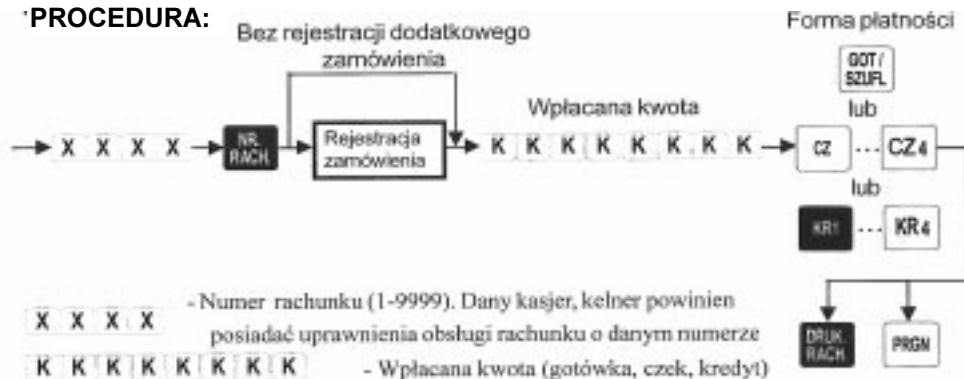 PROCEDURA:
Forma płatności
Bez rejestracji dodatkowego
zamówienia
GOT/
SZUFL
lub
Wpłacana kwota
X X X X
NR.
RACH.
Rejestracja
zamówienia
K K K K K K K K
CZ ... CZ4
lub
KR1 ... KR4
X X X X - Numer rachunku (1-9999). Dany kasjer, kelner powinien
posiadać uprawnienia obsługi rachunku o danym numerze
DRUK.
RACH.
PRGN
K K K K K K K K - Wpłacana kwota (gotówka, czek, kredyt)